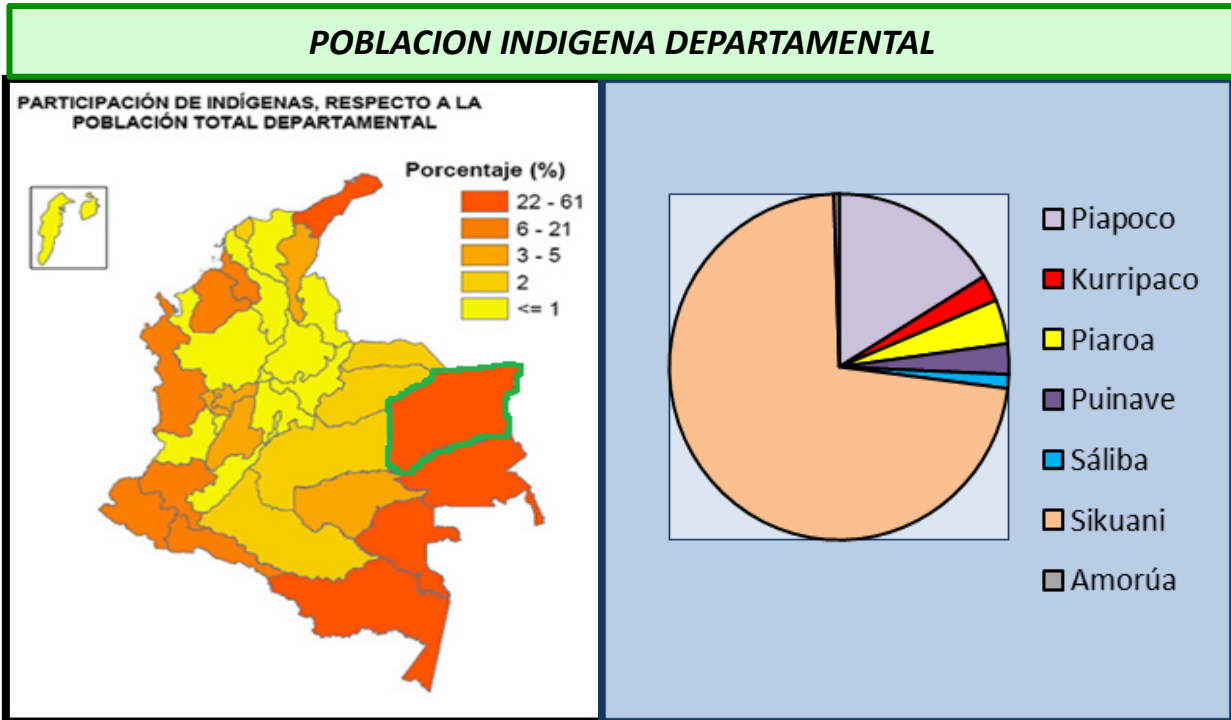 POBLACION INDIGENA DEPARTAMENTAL
PARTICIPACIÓN DE INDÍGENAS, RESPECTO A LA
POBLACIÓN TOTAL DEPARTAMENTAL
Porcentaje (%)
22 - 61
6 - 21
3 - 5
2
<= 1
Piapoco
Kurripaco
Piaroa
Puinave
Sáliba
Sikuani
Amorúa